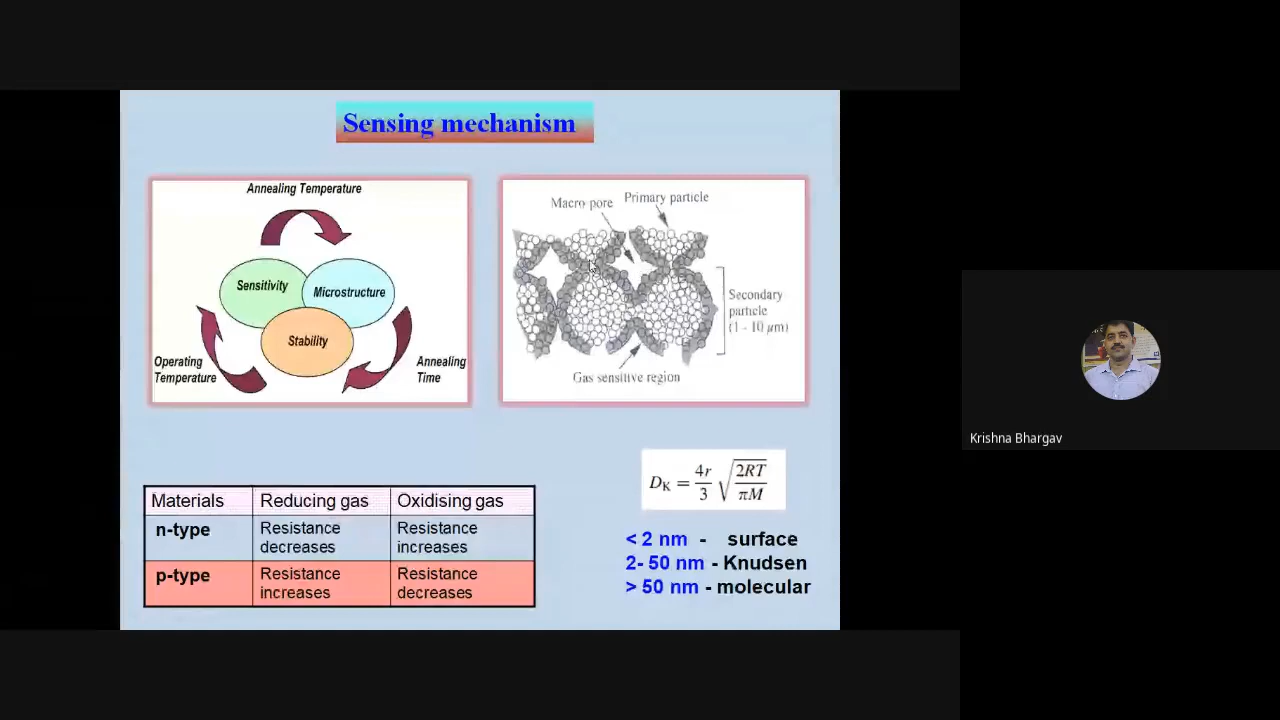 Sensing mechanism
Annealing Temperature
Sensitivity
Microstructure
Stability
Operating
Temperature
Annealing
Time
Macro pore
Primary particle
Secondary
particle
(1 - 10 μm)
Gas sensitive region
Materials Reducing gas Oxidising gas
n-type Resistance decreases Resistance increases
p-type Resistance increases Resistance decreases
D_K = 4r/3 √(2RT/πM)
< 2 nm - surface
2- 50 nm - Knudsen
> 50 nm - molecular
Krishna Bhargav